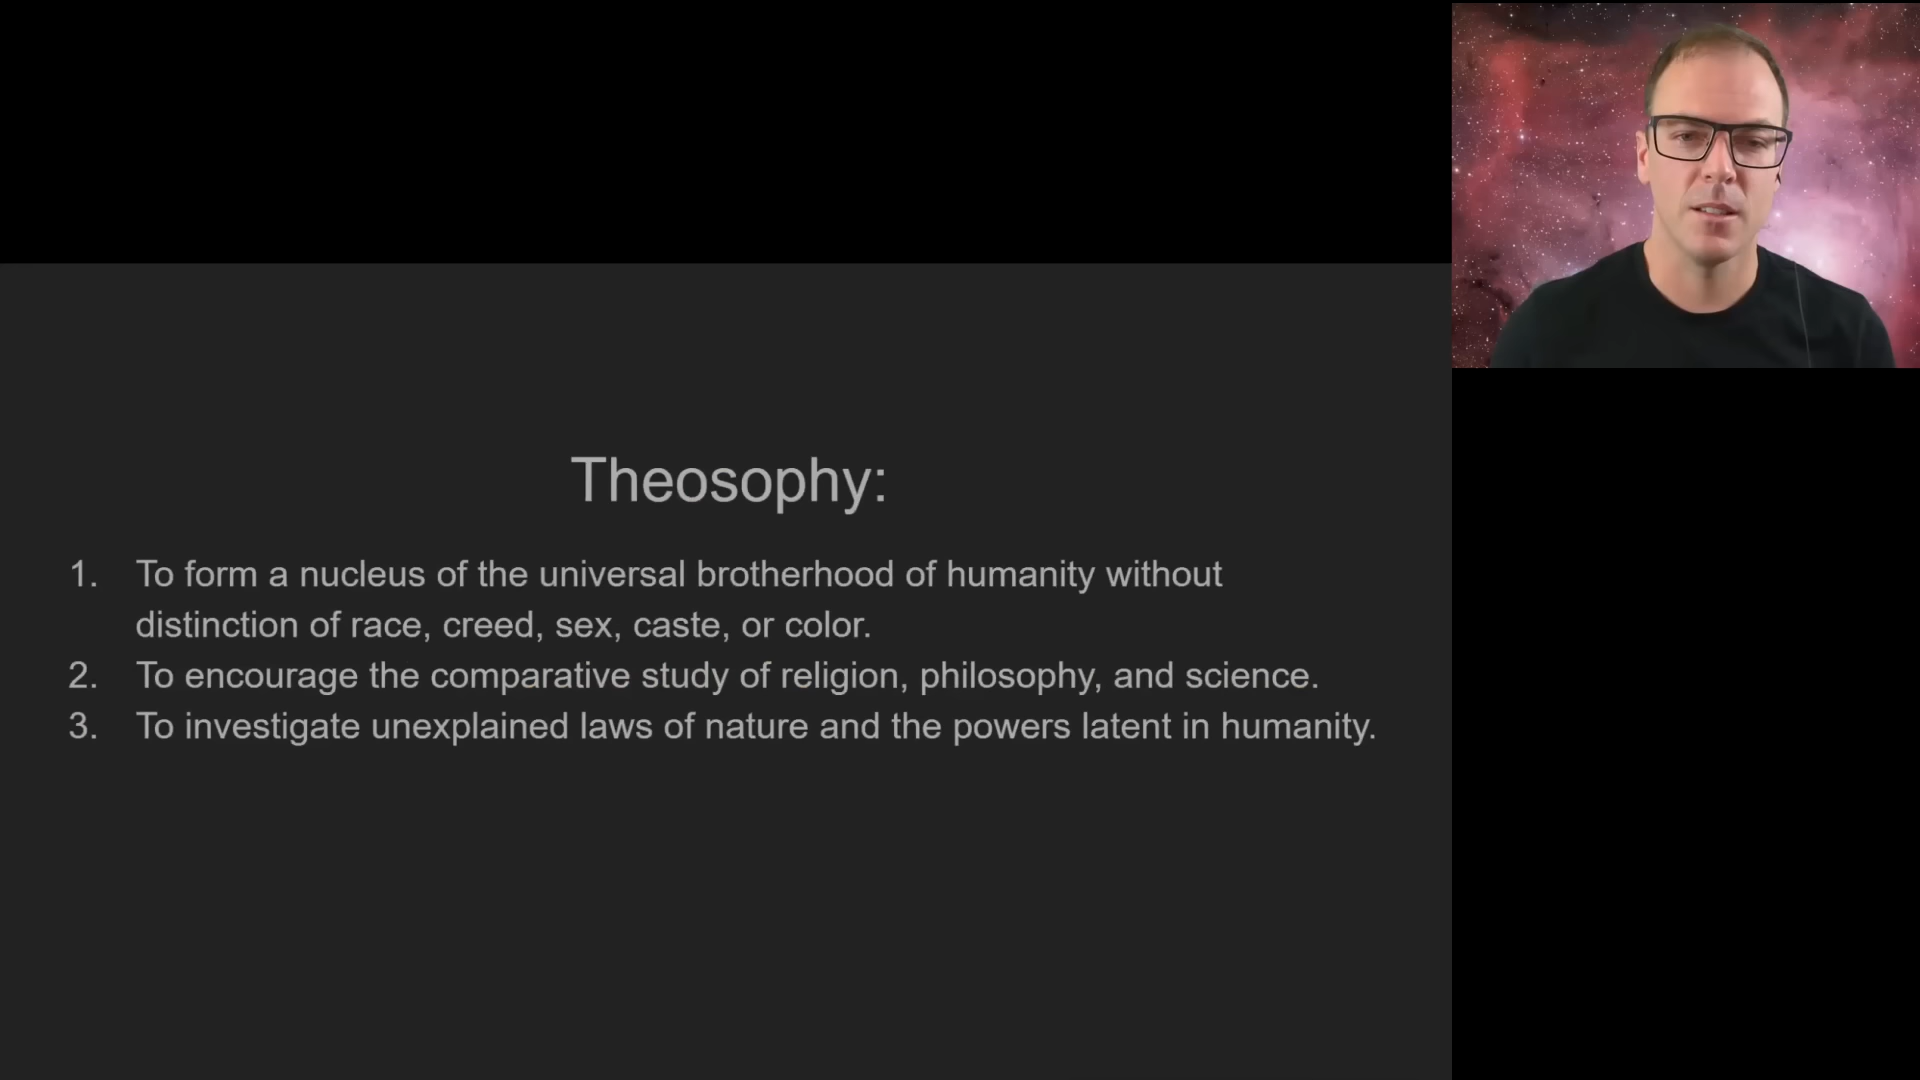 Theosophy:
1. To form a nucleus of the universal brotherhood of humanity without
distinction of race, creed, sex, caste, or color.
2. To encourage the comparative study of religion, philosophy, and science.
3. To investigate unexplained laws of nature and the powers latent in humanity.